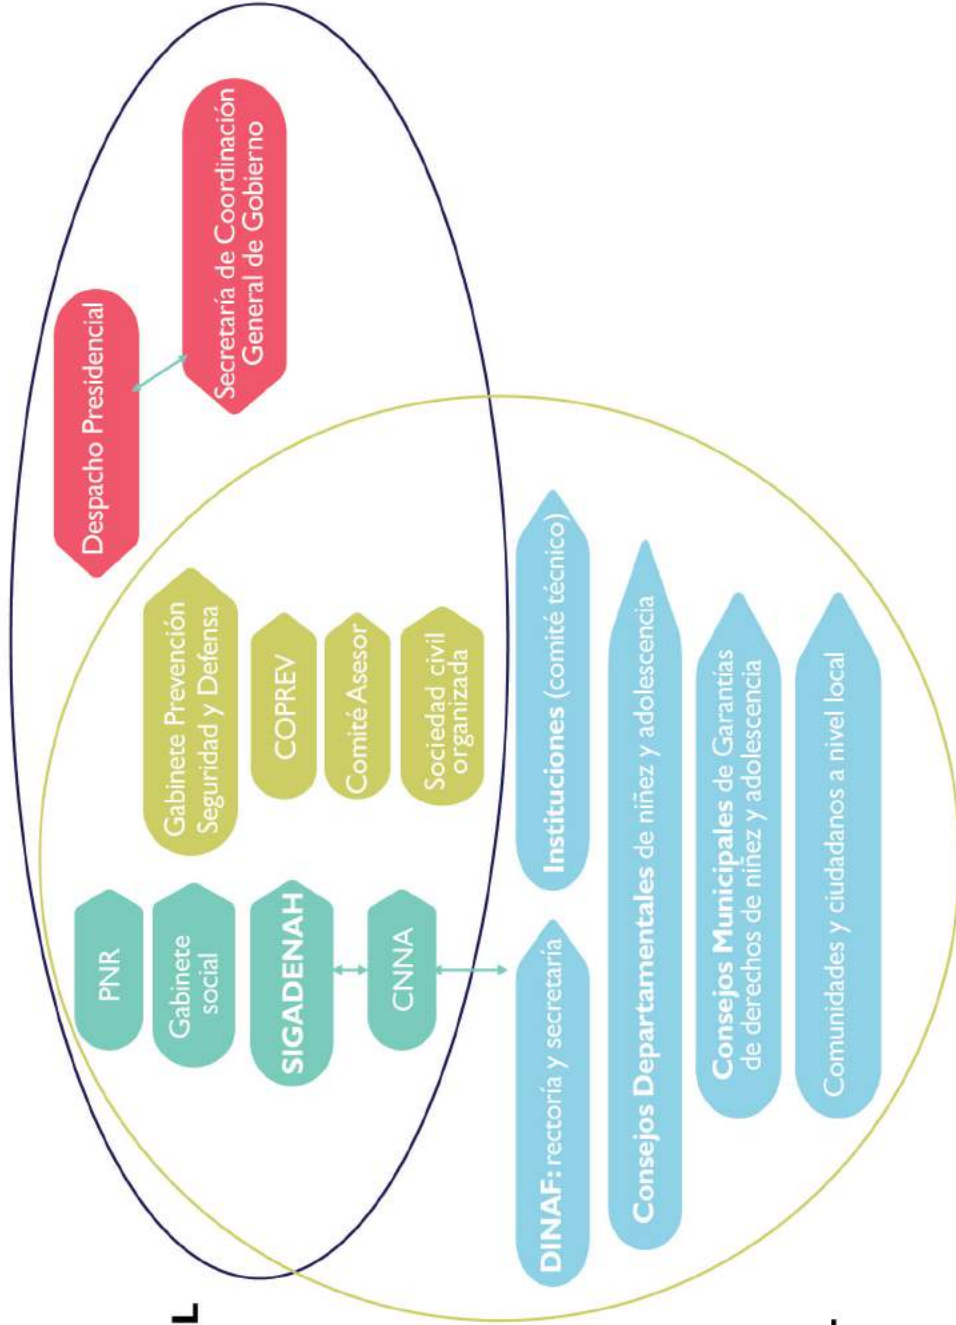 L
PNR
Gabinete
social
SIGADENAH
CNNA
Gabinete Prevención
Seguridad y Defensa
COPREV
Comité Asesor
Sociedad civil
organizada
Despacho Presidencial
Secretaría de Coordinación
General de Gobierno
DINAF: rectoría y secretaría
Instituciones (comité técnico)
Consejos Departamentales de niñez y adolescencia
Consejos Municipales de Garantías
de derechos de niñez y adolescencia
Comunidades y ciudadanos a nivel local